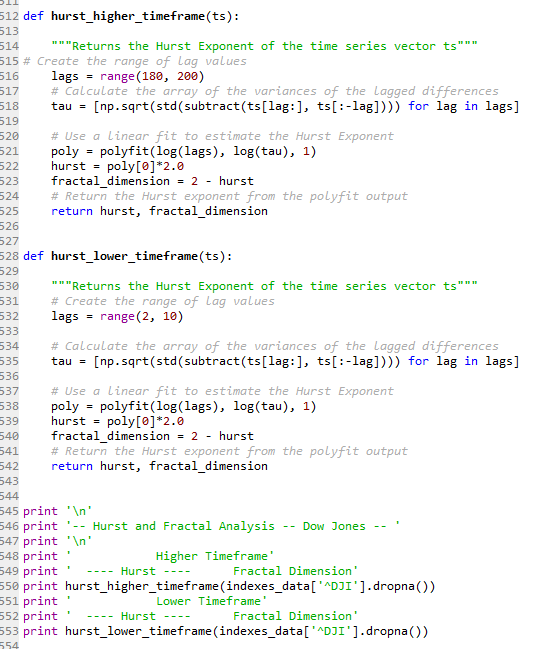 511
512 def hurst_higher_timeframe(ts):
513
514     """Returns the Hurst Exponent of the time series vector ts"""
515 # Create the range of lag values
516     lags = range(180, 200)
517     # Calculate the array of the variances of the lagged differences
518     tau = [np.sqrt(std(subtract(ts[lag:], ts[:-lag]))) for lag in lags]
519
520     # Use a linear fit to estimate the Hurst Exponent
521     poly = polyfit(log(lags), log(tau), 1)
522     hurst = poly[0]*2.0
523     fractal_dimension = 2 - hurst
524     # Return the Hurst exponent from the polyfit output
525     return hurst, fractal_dimension
526
527
528 def hurst_lower_timeframe(ts):
529
530     """Returns the Hurst Exponent of the time series vector ts"""
531     # Create the range of lag values
532     lags = range(2, 10)
533
534     # Calculate the array of the variances of the lagged differences
535     tau = [np.sqrt(std(subtract(ts[lag:], ts[:-lag]))) for lag in lags]
536
537     # Use a linear fit to estimate the Hurst Exponent
538     poly = polyfit(log(lags), log(tau), 1)
539     hurst = poly[0]*2.0
540     fractal_dimension = 2 - hurst
541     # Return the Hurst exponent from the polyfit output
542     return hurst, fractal_dimension
543
544
545 print '\n'
546 print '-- Hurst and Fractal Analysis -- Dow Jones -- '
547 print '\n'
548 print '            Higher Timeframe'
549 print '  ---- Hurst ----      Fractal Dimension'
550 print hurst_higher_timeframe(indexes_data['^DJI'].dropna())
551 print '            Lower Timeframe'
552 print '  ---- Hurst ----      Fractal Dimension'
553 print hurst_lower_timeframe(indexes_data['^DJI'].dropna())
554